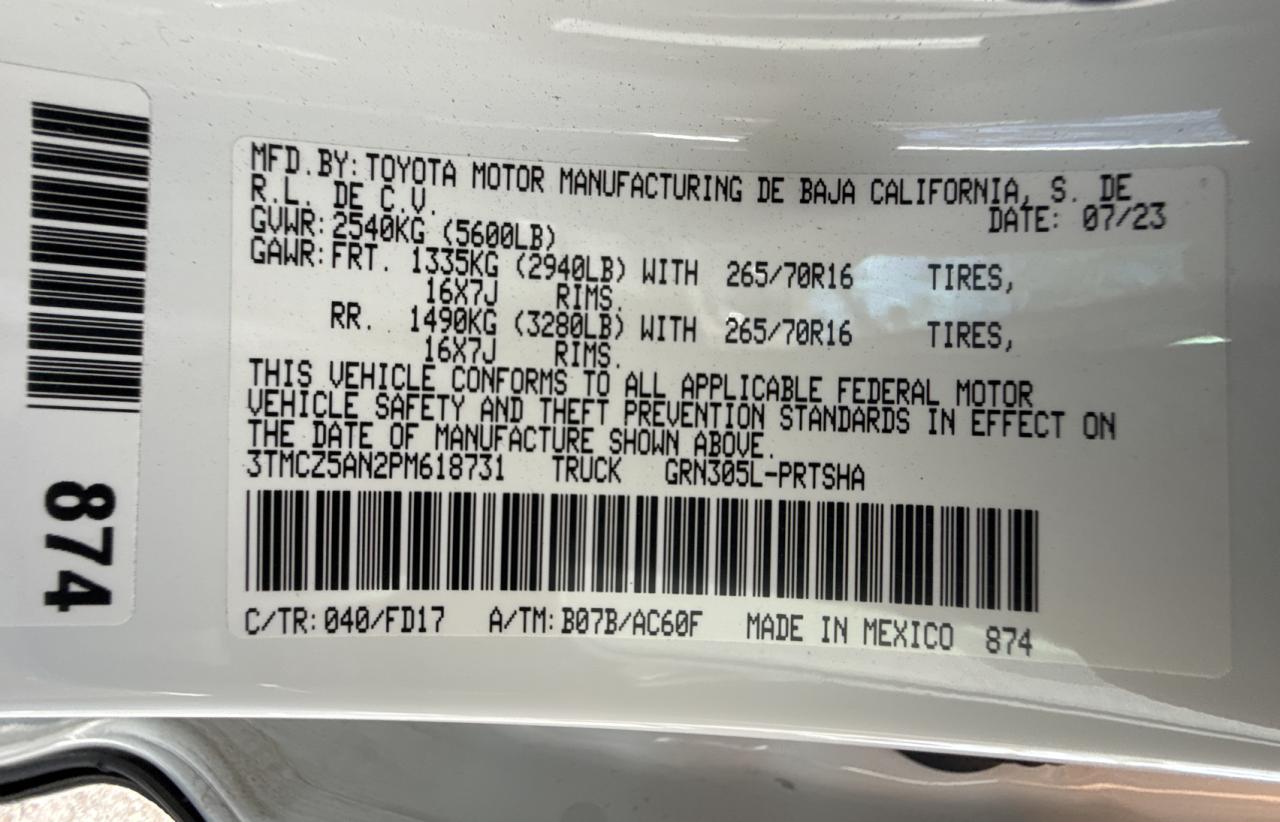 MFD.BY: TOYOTA MOTOR MANUFACTURING DE BAJA CALIFORNIA, S. DE
R.L. DE C.V.
DATE: 07/23
GVWR: 2540KG (5600LB)
GAWR: FRT. 1335KG (2940LB) WITH 265/70R16 TIRES,
16X7J RIMS.
RR. 1490KG (3280LB) WITH 265/70R16 TIRES,
16X7J RIMS.
THIS VEHICLE CONFORMS TO ALL APPLICABLE FEDERAL MOTOR
VEHICLE SAFETY AND THEFT PREVENTION STANDARDS IN EFFECT ON
THE DATE OF MANUFACTURE SHOWN ABOVE.
3TMCZ5AN2PM618731 TRUCK GRN305L-PRTSHA
C/TR: 040/FD17 A/TM: B07B/AC60F MADE IN MEXICO 874
874